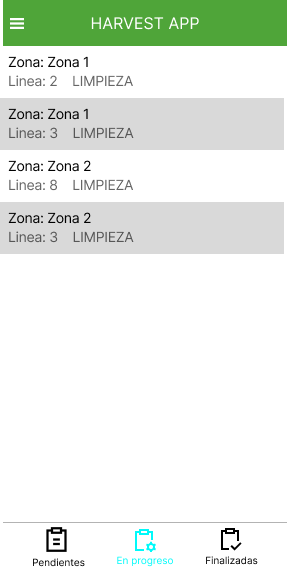 HARVEST APP
Zona: Zona 1
Linea: 2 LIMPIEZA
Zona: Zona 1
Linea: 3 LIMPIEZA
Zona: Zona 2
Linea: 8 LIMPIEZA
Zona: Zona 2
Linea: 3 LIMPIEZA
Pendientes En progreso Finalizadas